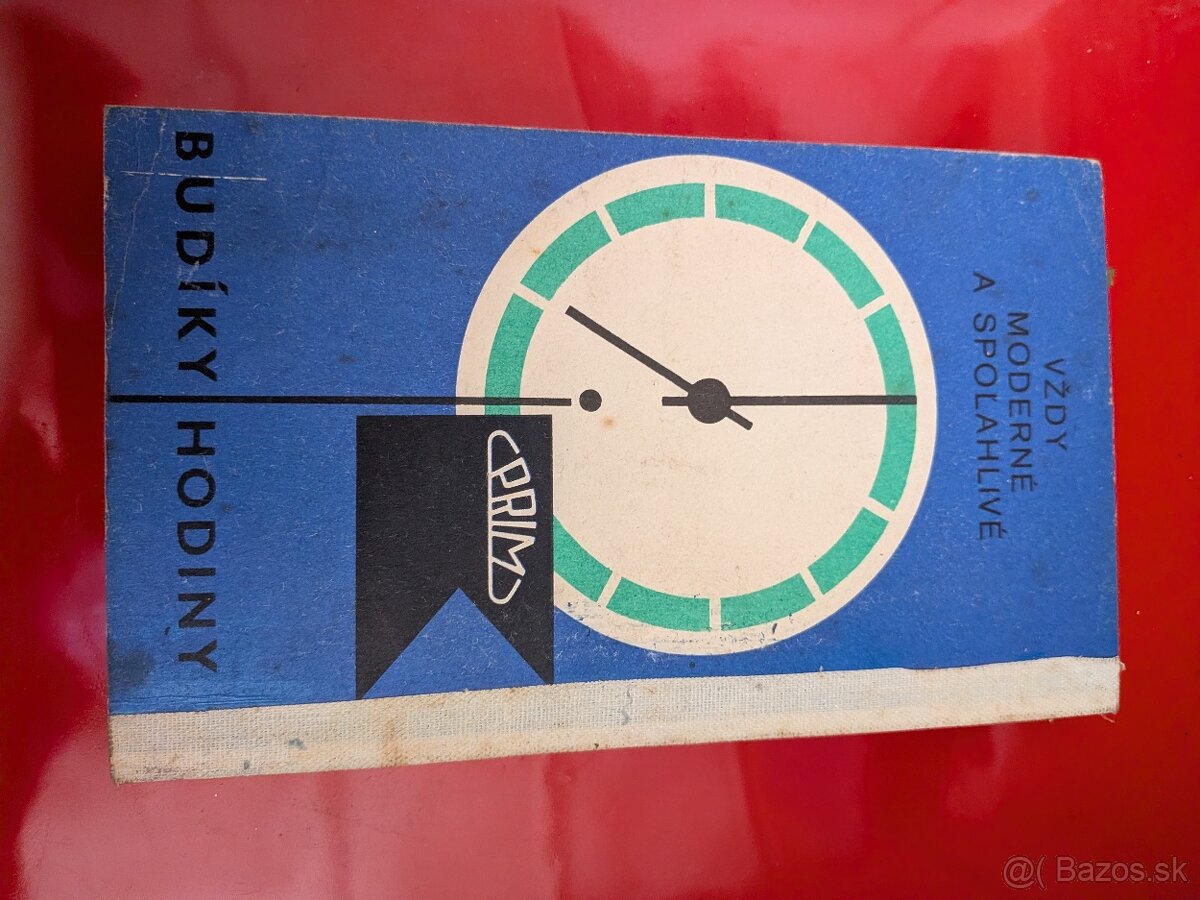 VŽDY
MODERNÉ
A SPOĽAHLIVÉ
PRIM
BUDÍKY HODINY
@( Bazos.sk